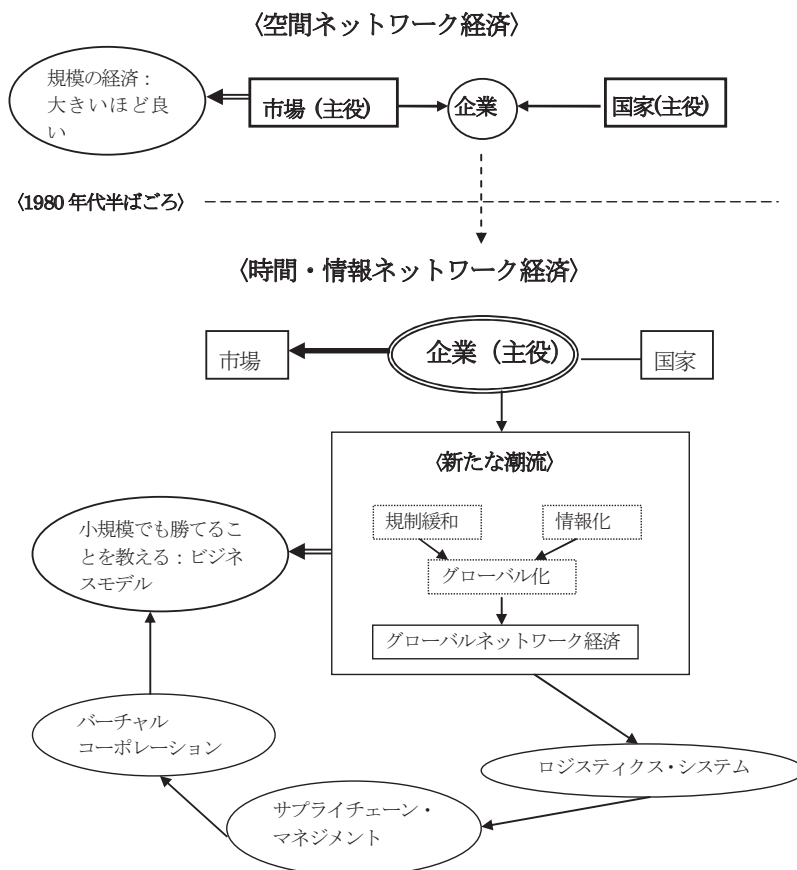 〈空間ネットワーク経済〉
規模の経済：
大きいほど良
い
市場（主役）
企業
国家(主役)
〈1980 年代半ばごろ〉
〈時間・情報ネットワーク経済〉
市場
企業（主役）
国家
〈新たな潮流〉
規制緩和
情報化
グローバル化
グローバルネットワーク経済
小規模でも勝てるこ
とを教える：ビジネ
スモデル
バーチャル
コーポレーション
ロジスティクス・システム
サプライチェーン・
マネジメント